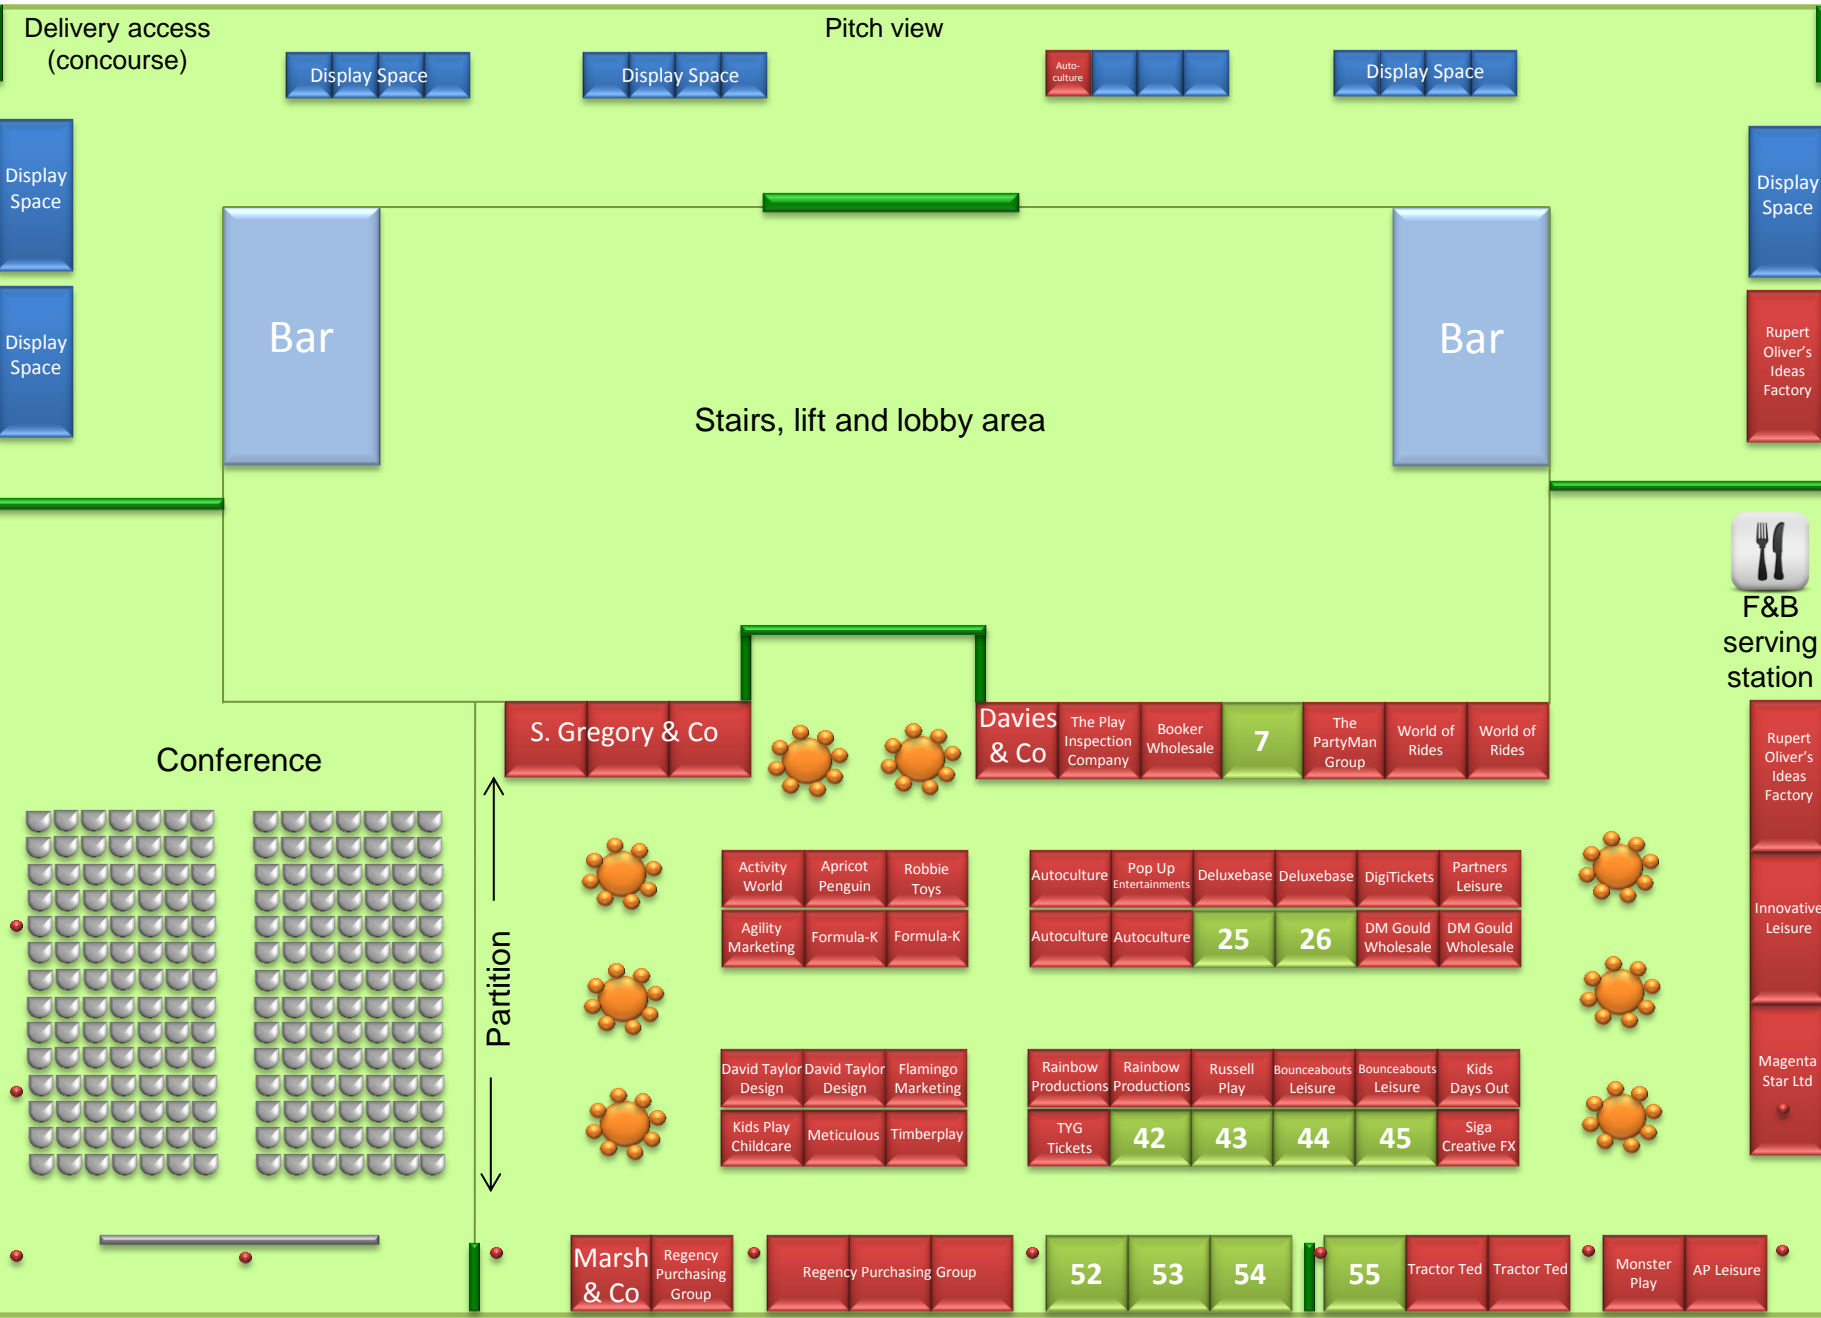 Delivery access
(concourse)
Pitch view
Display Space
Display Space
Auto-
culture
Display Space
Display
Space
Display
Space
Display
Space
Rupert
Oliver's
Ideas
Factory
Bar
Bar
Stairs, lift and lobby area
F&B
serving
station
S. Gregory & Co
Davies
& Co
The Play
Inspection
Company
Booker
Wholesale
7
The
PartyMan
Group
World of
Rides
World of
Rides
Conference
Partition
Rupert
Oliver's
Ideas
Factory
Innovative
Leisure
Magenta
Star Ltd
Activity
World
Apricot
Penguin
Robbie
Toys
Agility
Marketing
Formula-K
Formula-K
Autoculture
Pop Up
Entertainments
Deluxebase
Deluxebase
DigiTickets
Partners
Leisure
Autoculture
Autoculture
25
26
DM Gould
Wholesale
DM Gould
Wholesale
David Taylor
Design
David Taylor
Design
Flamingo
Marketing
Kids Play
Childcare
Meticulous
Timberplay
Rainbow
Productions
Rainbow
Productions
Russell
Play
Bounceabouts
Leisure
Bounceabouts
Leisure
Kids
Days Out
TYG
Tickets
42
43
44
45
Siga
Creative FX
Marsh
& Co
Regency
Purchasing
Group
Regency Purchasing Group
52
53
54
55
Tractor Ted
Tractor Ted
Monster
Play
AP Leisure